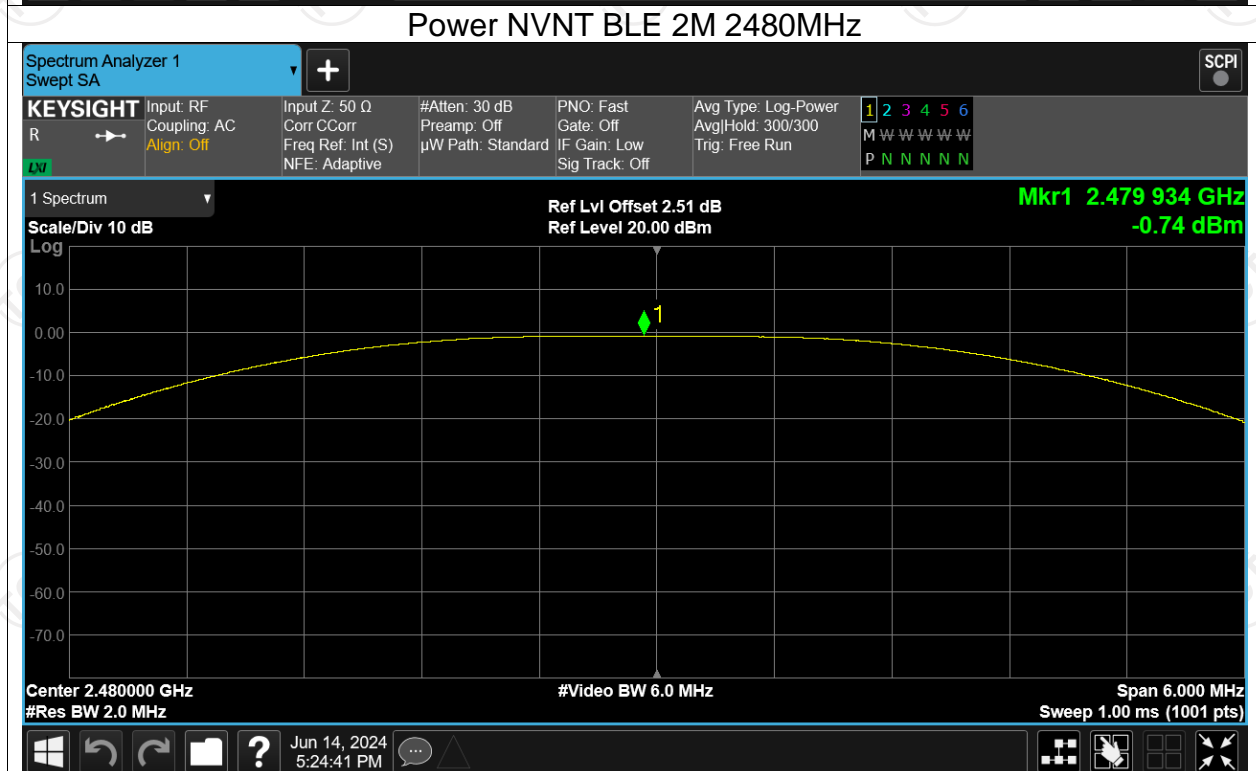 Power NVNT BLE 2M 2480MHz
Spectrum Analyzer 1
Swept SA
SCPI
KEYSIGHT
R
LXI
Input: RF
Coupling: AC
Align: Off
Input Z: 50 Ω
Corr CCorr
Freq Ref: Int (S)
NFE: Adaptive
#Atten: 30 dB
Preamp: Off
µW Path: Standard
PNO: Fast
Gate: Off
IF Gain: Low
Sig Track: Off
Avg Type: Log-Power
Avg|Hold: 300/300
Trig: Free Run
1 2 3 4 5 6
M W W W W W
P N N N N N
1 Spectrum
Scale/Div 10 dB
Ref Lvl Offset 2.51 dB
Ref Level 20.00 dBm
Mkr1 2.479 934 GHz
-0.74 dBm
Log
10.0
0.00
-10.0
-20.0
-30.0
-40.0
-50.0
-60.0
-70.0
1
Center 2.480000 GHz
#Res BW 2.0 MHz
#Video BW 6.0 MHz
Span 6.000 MHz
Sweep 1.00 ms (1001 pts)
?
Jun 14, 2024
5:24:41 PM